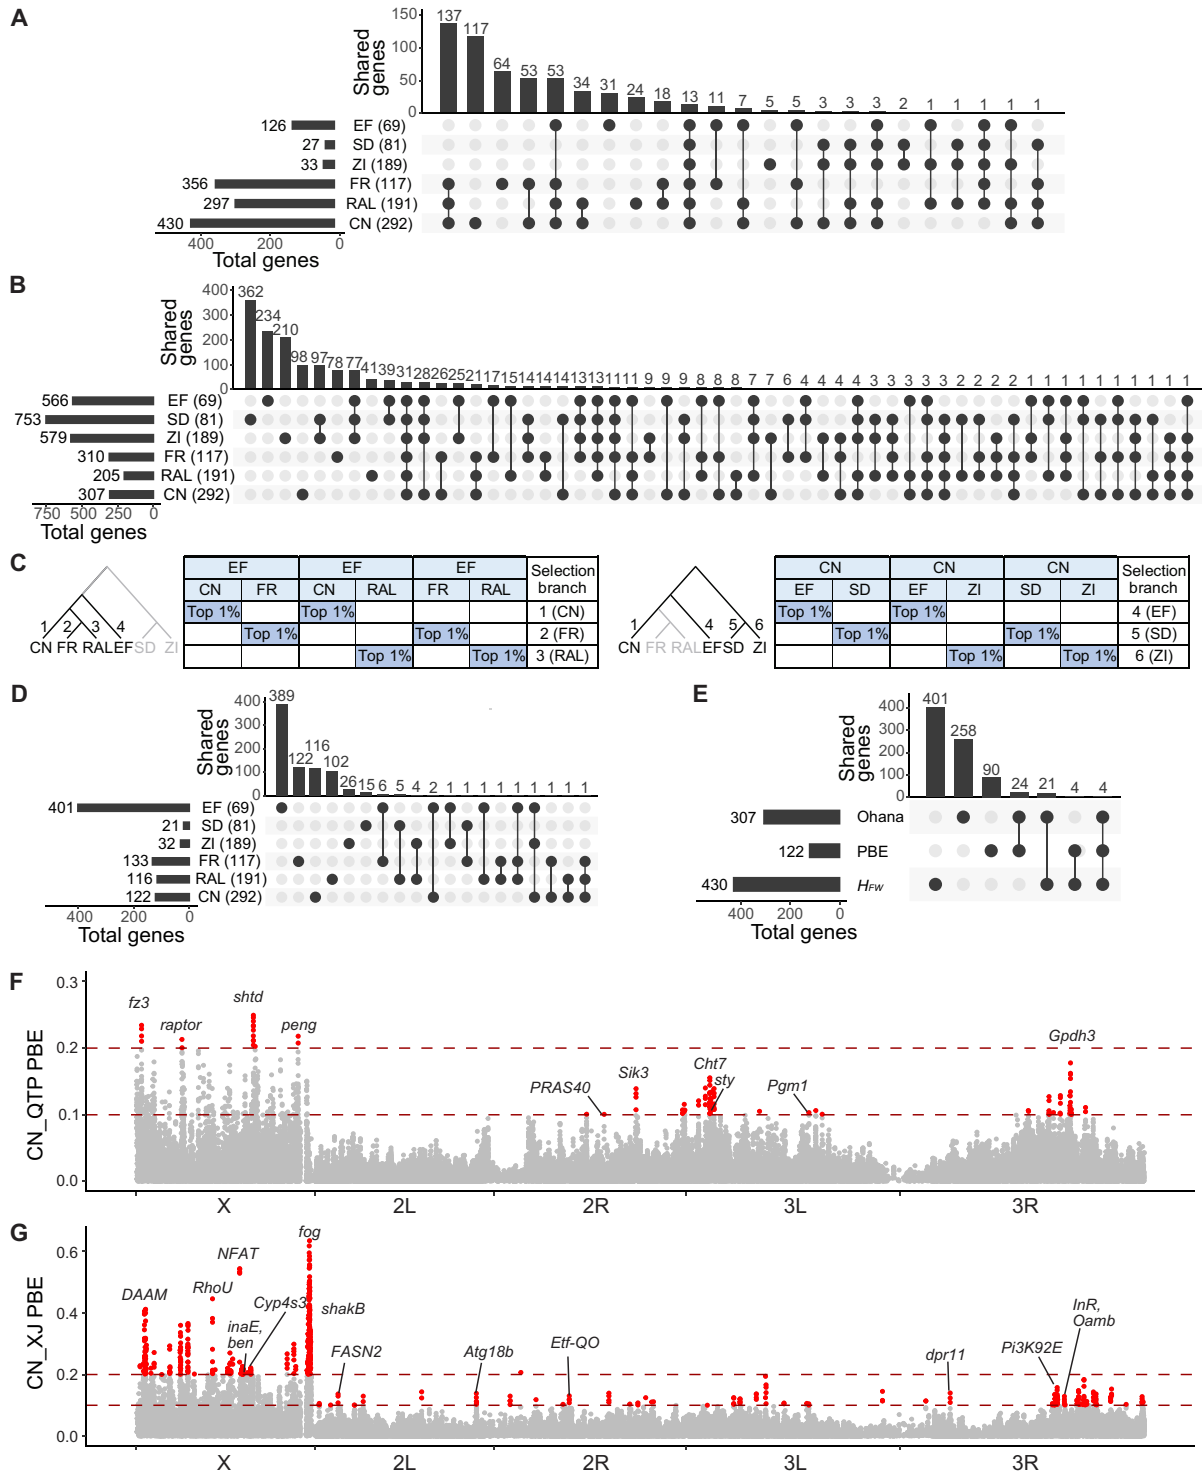 A
Shared genes
150
100
50
0
137 117 64 53 53 34 31 24 18 13 11 7 5 5 3 3 3 2 1 1 1 1 1
126 EF (69)
27 SD (81)
33 ZI (189)
356 FR (117)
297 RAL (191)
430 CN (292)
400 200 0
Total genes
B
Shared genes
400
300
200
100
0
362 234 210 98 97 78 77 41 39 31 28 26 25 21 17 15 14 14 14 13 13 11 11 9 9 9 8 8 8 7 7 6 4 4 4 4 3 3 3 3 3 2 2 2 2 1 1 1 1 1 1 1 1 1 1
566 EF (69)
753 SD (81)
579 ZI (189)
310 FR (117)
205 RAL (191)
307 CN (292)
750 500 250 0
Total genes
C
1 2 3 4
CN FR RAL EF SD ZI
EF EF EF Selection branch
CN FR CN RAL FR RAL
Top 1% Top 1% 1 (CN)
Top 1% Top 1% 2 (FR)
Top 1% Top 1% 3 (RAL)
1 4 5 6
CN FR RAL EF SD ZI
CN CN CN Selection branch
EF SD EF ZI SD ZI
Top 1% Top 1% 4 (EF)
Top 1% Top 1% 5 (SD)
Top 1% Top 1% 6 (ZI)
D
Shared genes
400
300
200
100
0
389 122 116 102 26 15 6 5 4 2 1 1 1 1 1 1 1 1 1
401 EF (69)
21 SD (81)
32 ZI (189)
133 FR (117)
116 RAL (191)
122 CN (292)
400 200 0
Total genes
E
Shared genes
400
300
200
100
0
401 258 90 24 21 4 4
307 Ohana
122 PBE
430 HFW
400 200 0
Total genes
F
CN_QTP PBE
0.3
0.2
0.1
0.0
fz3
raptor
shtd
peng
PRAS40
Sik3
Cht7
sty
Pgm1
Gpdh3
X 2L 2R 3L 3R
G
CN_XJ PBE
0.6
0.4
0.2
0.0
DAAM
RhoU
NFAT
inaE,
ben
Cyp4s3
fog
shakB
FASN2
Atg18b
Etf-QO
dpr11
Pi3K92E
InR,
Oamb
X 2L 2R 3L 3R